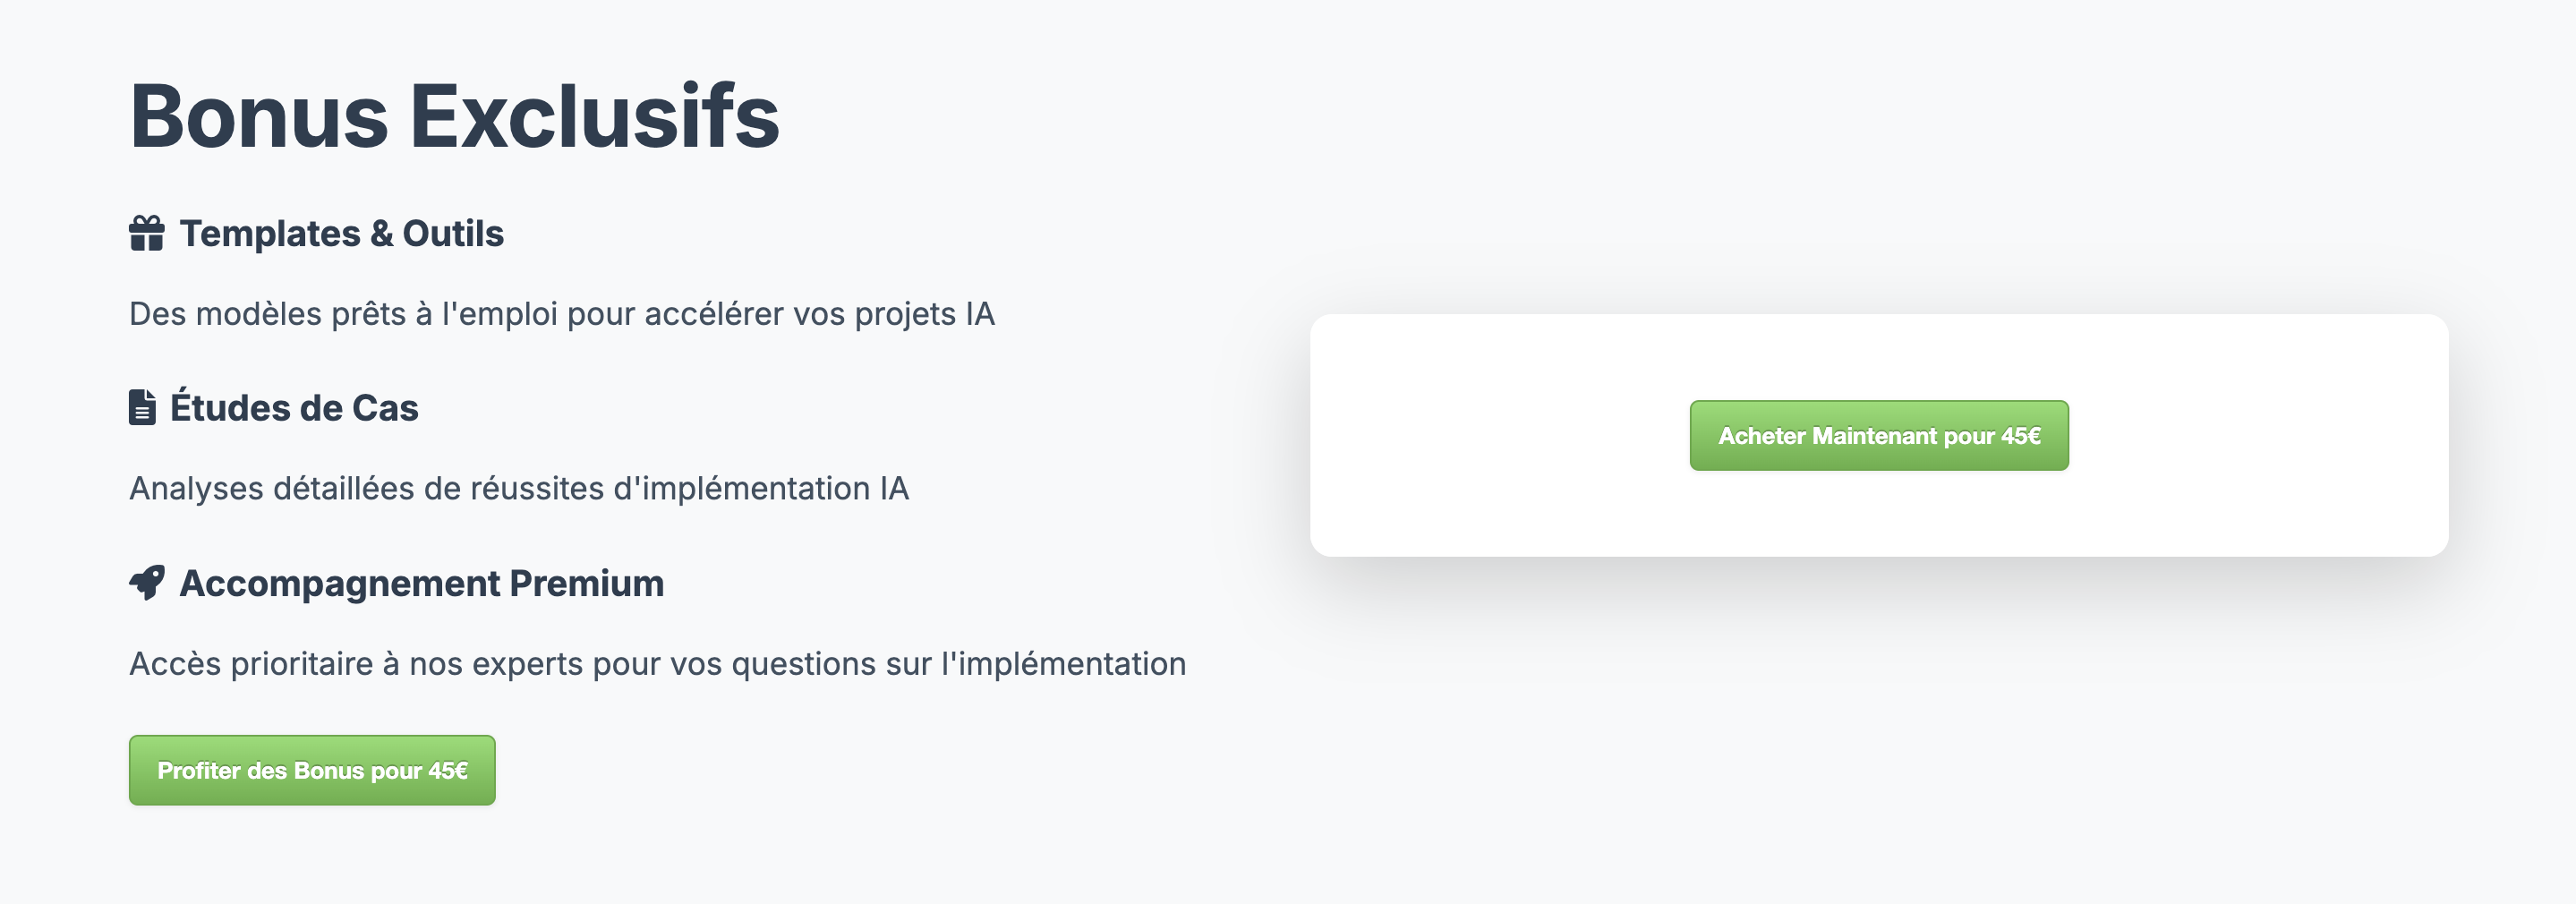 Bonus Exclusifs
Templates & Outils
Des modèles prêts à l'emploi pour accélérer vos projets IA
Études de Cas
Analyses détaillées de réussites d'implémentation IA
Accompagnement Premium
Accès prioritaire à nos experts pour vos questions sur l'implémentation
Profiter des Bonus pour 45€
Acheter Maintenant pour 45€